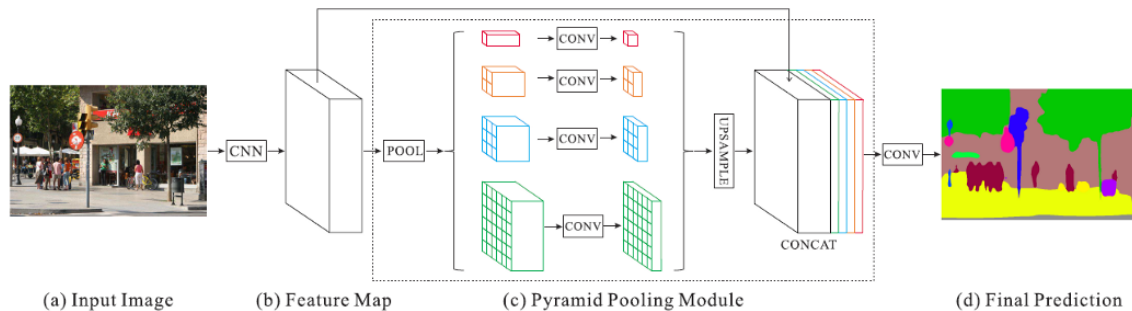 CNN
POOL
CONV
CONV
CONV
CONV
UPSAMPLE
CONCAT
CONV
(a) Input Image
(b) Feature Map
(c) Pyramid Pooling Module
(d) Final Prediction